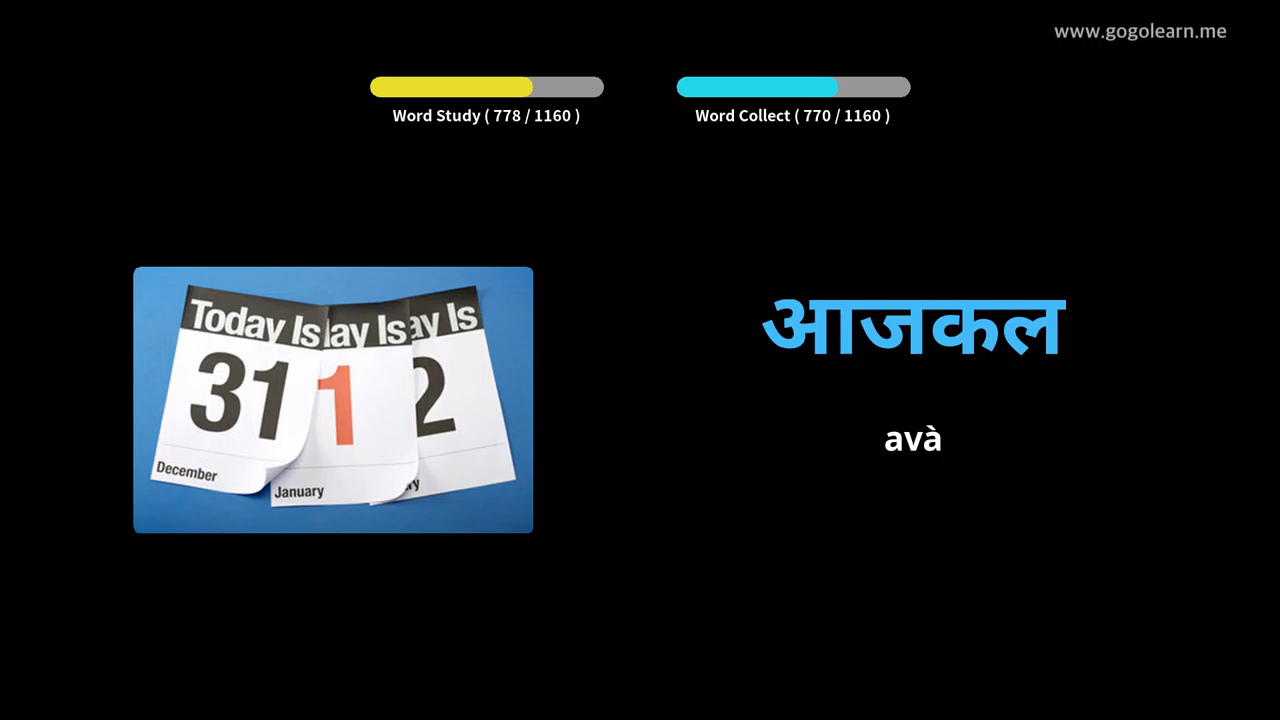 www.gogolearn.me
Word Study ( 778 / 1160 )
Word Collect ( 770 / 1160 )
Today Is
ay Is
ay Is
31
1
2
December
January
ry
आजकल
avà